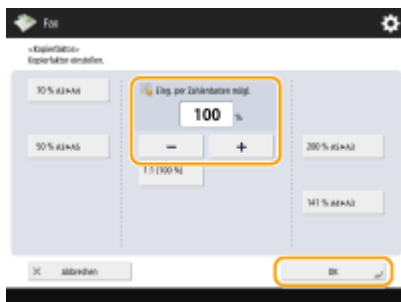 Fax
<Kopierfaktor>
Kopierfaktor einstellen.
70 % A3→A4
Eing. per Zahlentasten mögl.
100 %
− +
50 % A3→A5
200 % A5→A3
1:1 (100 %)
141 % A4→A3
× Abbrechen
OK